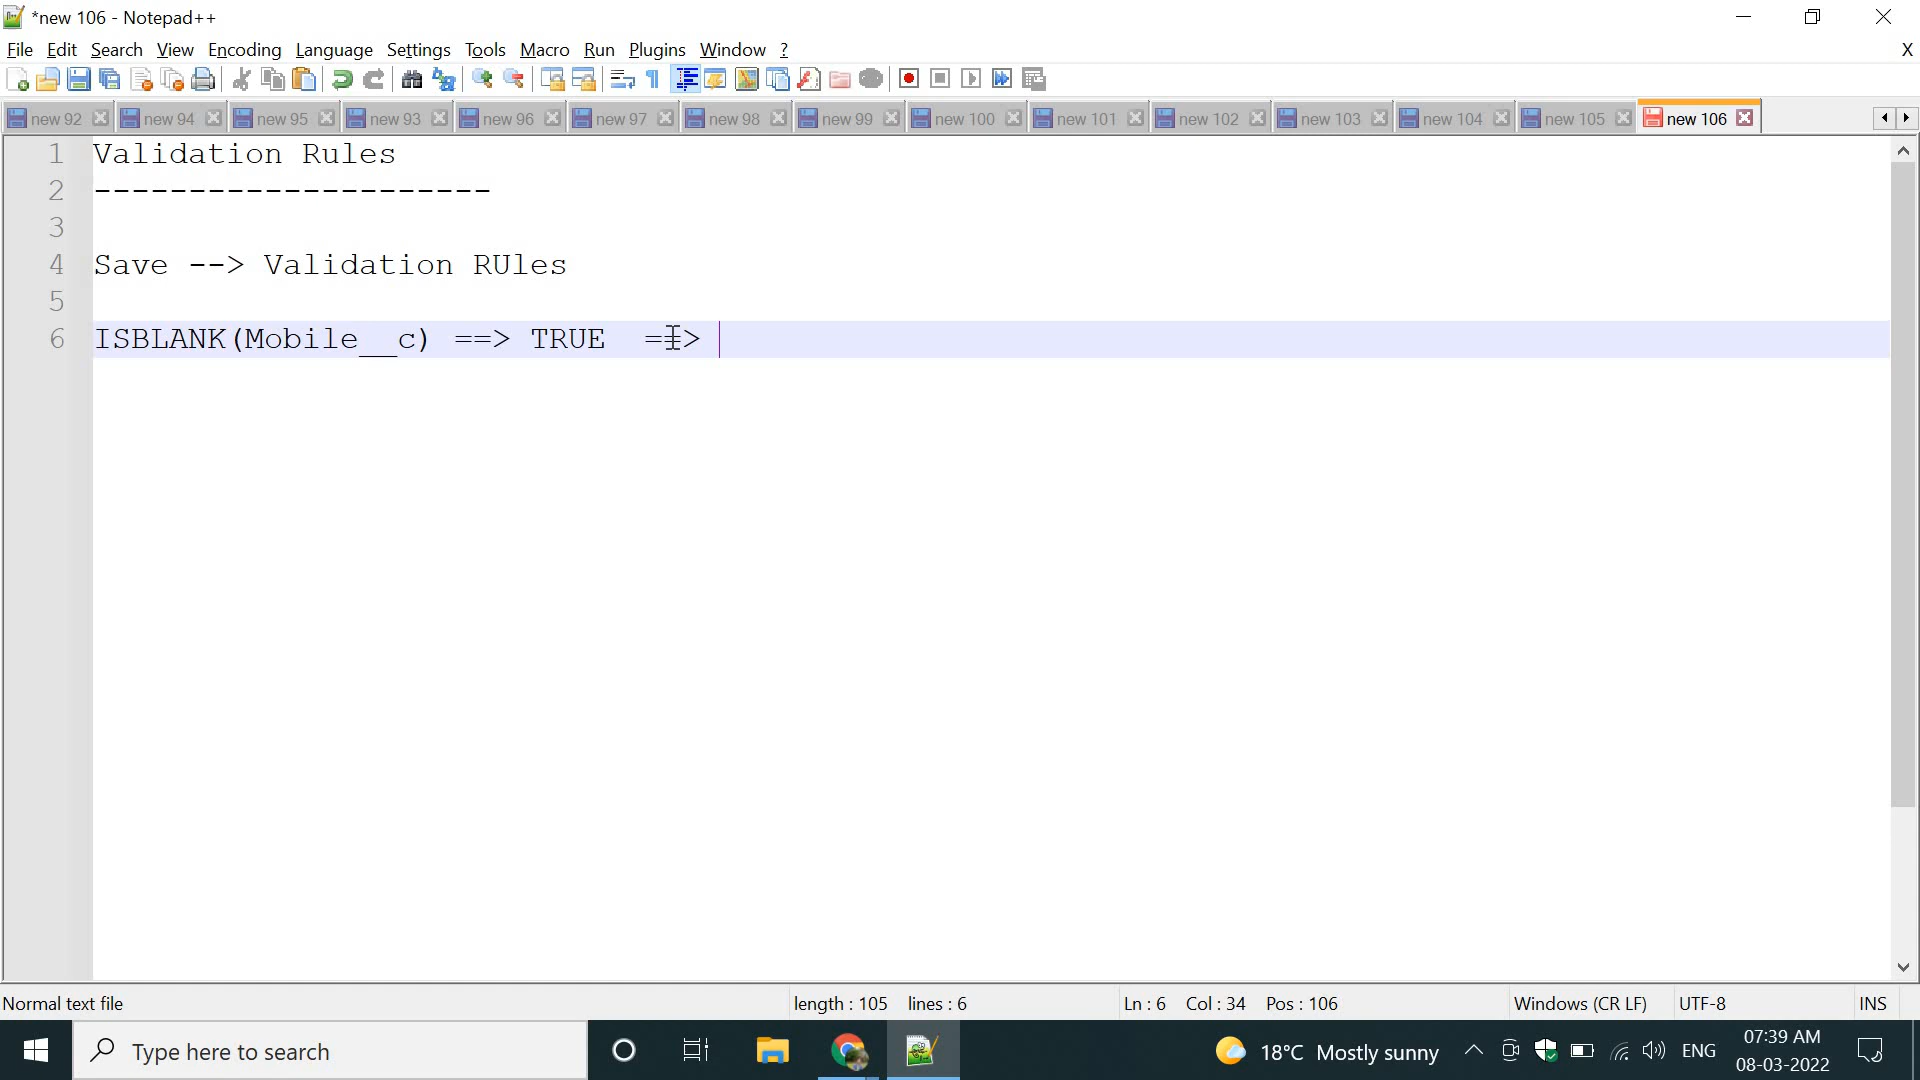 *new 106 - Notepad++
File Edit Search View Encoding Language Settings Tools Macro Run Plugins Window ? X
new 92 new 94 new 95 new 93 new 96 new 97 new 98 new 99 new 100 new 101 new 102 new 103 new 104 new 105 new 106
1 Validation Rules
2 ---------------------
3
4 Save --> Validation RUles
5
6 ISBLANK(Mobile__c) ==> TRUE  ==>
Normal text file length : 105 lines : 6 Ln : 6 Col : 34 Pos : 106 Windows (CR LF) UTF-8 INS
Type here to search 18°C Mostly sunny ENG 07:39 AM
08-03-2022